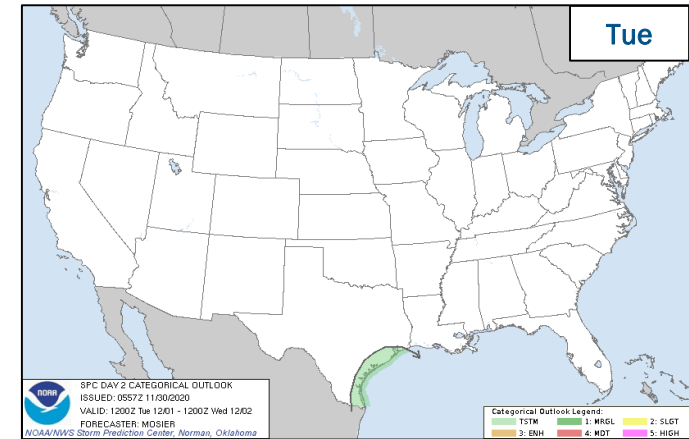 Tue
NOAA
SPC DAY 2 CATEGORICAL OUTLOOK
ISSUED: 0557Z 11/30/2020
VALID: 1200Z Tue 12/01 - 1200Z Wed 12/02
FORECASTER: MOSIER
NOAA/NWS Storm Prediction Center, Norman, Oklahoma
Categorical Outlook Legend:
TSTM 1: MRGL 2: SLGT
3: ENH 4: MDT 5: HIGH